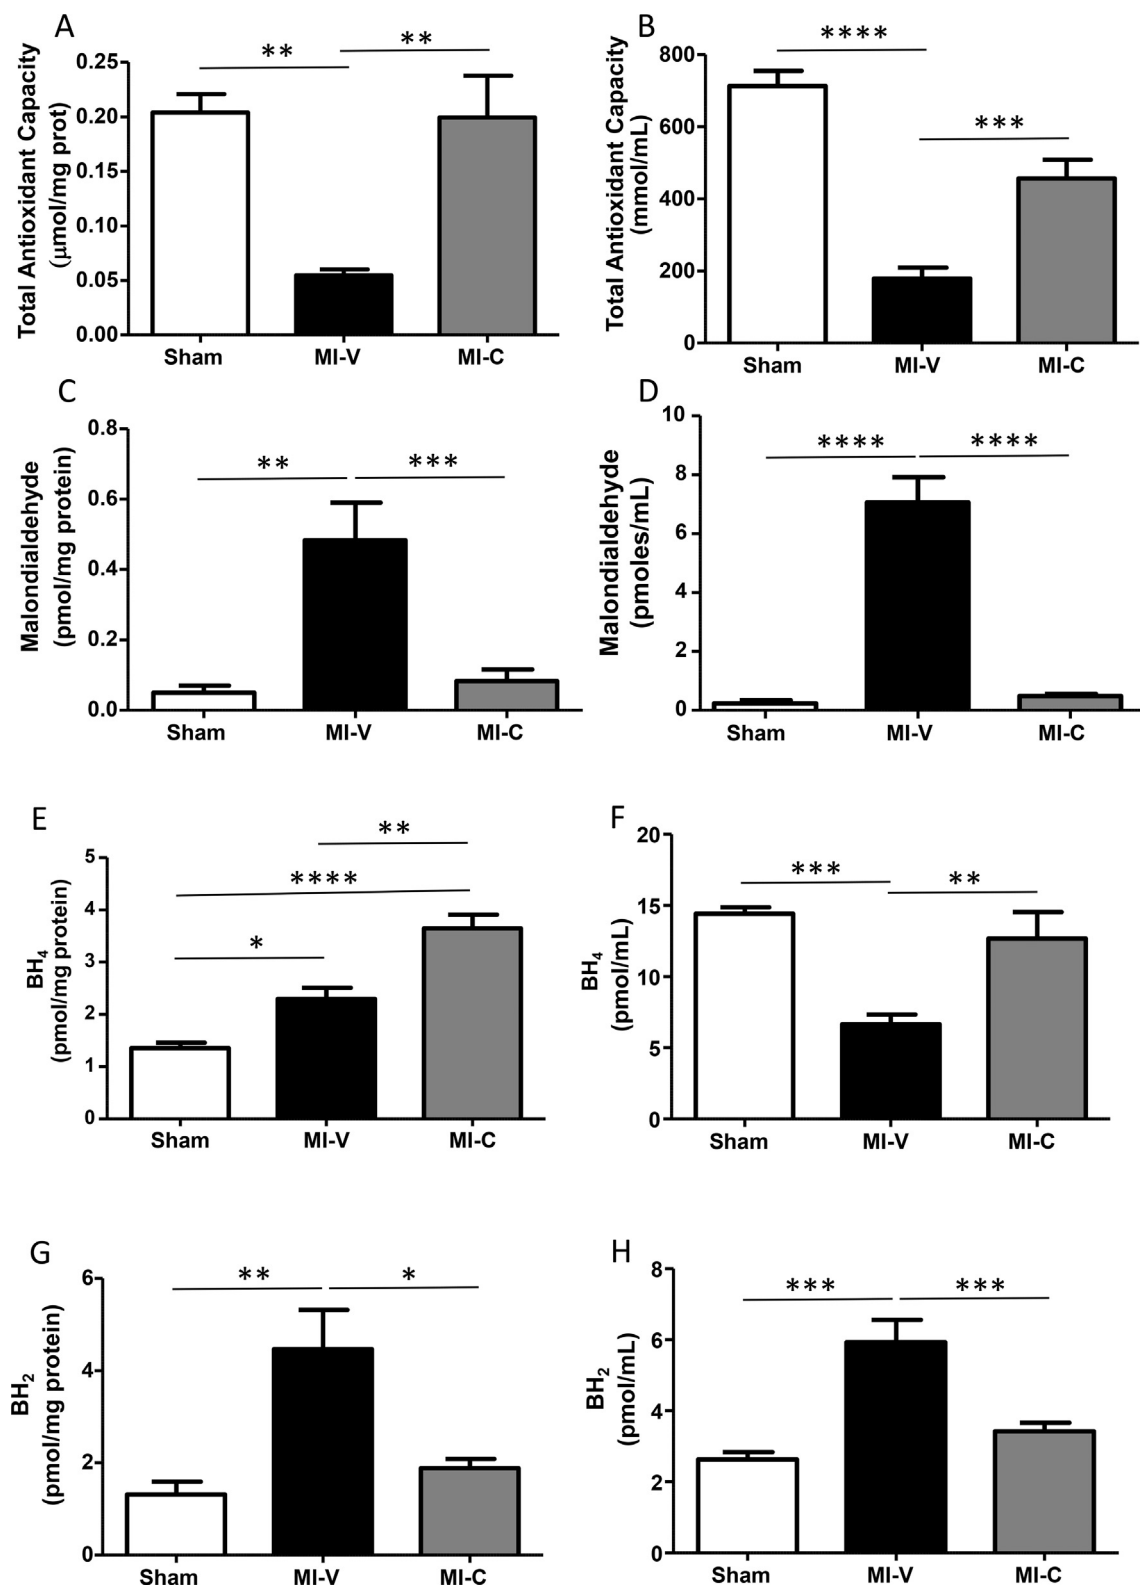 A
Total Antioxidant Capacity
(μmol/mg prot)
** **
0.25
0.20
0.15
0.10
0.05
0.00
Sham MI-V MI-C
B
Total Antioxidant Capacity
(mmol/mL)
****
***
800
600
400
200
0
Sham MI-V MI-C
C
Malondialdehyde
(pmol/mg protein)
** ***
0.8
0.6
0.4
0.2
0.0
Sham MI-V MI-C
D
Malondialdehyde
(pmoles/mL)
**** ****
10
8
6
4
2
0
Sham MI-V MI-C
E
BH4
(pmol/mg protein)
**
****
*
5
4
3
2
1
0
Sham MI-V MI-C
F
BH4
(pmol/mL)
*** **
20
15
10
5
0
Sham MI-V MI-C
G
BH2
(pmol/mg protein)
** *
6
4
2
0
Sham MI-V MI-C
H
BH2
(pmol/mL)
*** ***
8
6
4
2
0
Sham MI-V MI-C